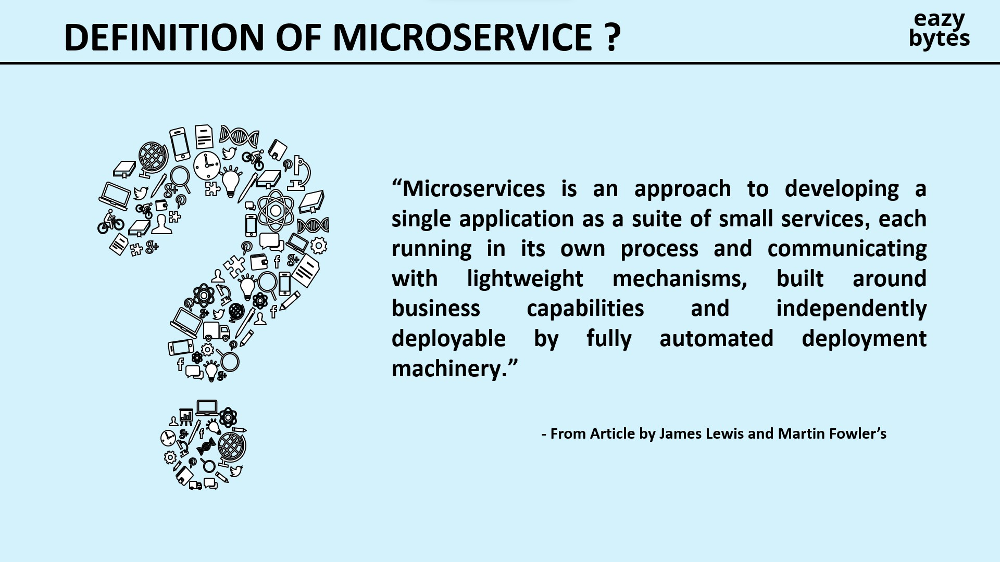 DEFINITION OF MICROSERVICE ?
eazy
bytes
“Microservices is an approach to developing a
single application as a suite of small services, each
running in its own process and communicating
with lightweight mechanisms, built around
business capabilities and independently
deployable by fully automated deployment
machinery.”
- From Article by James Lewis and Martin Fowler’s